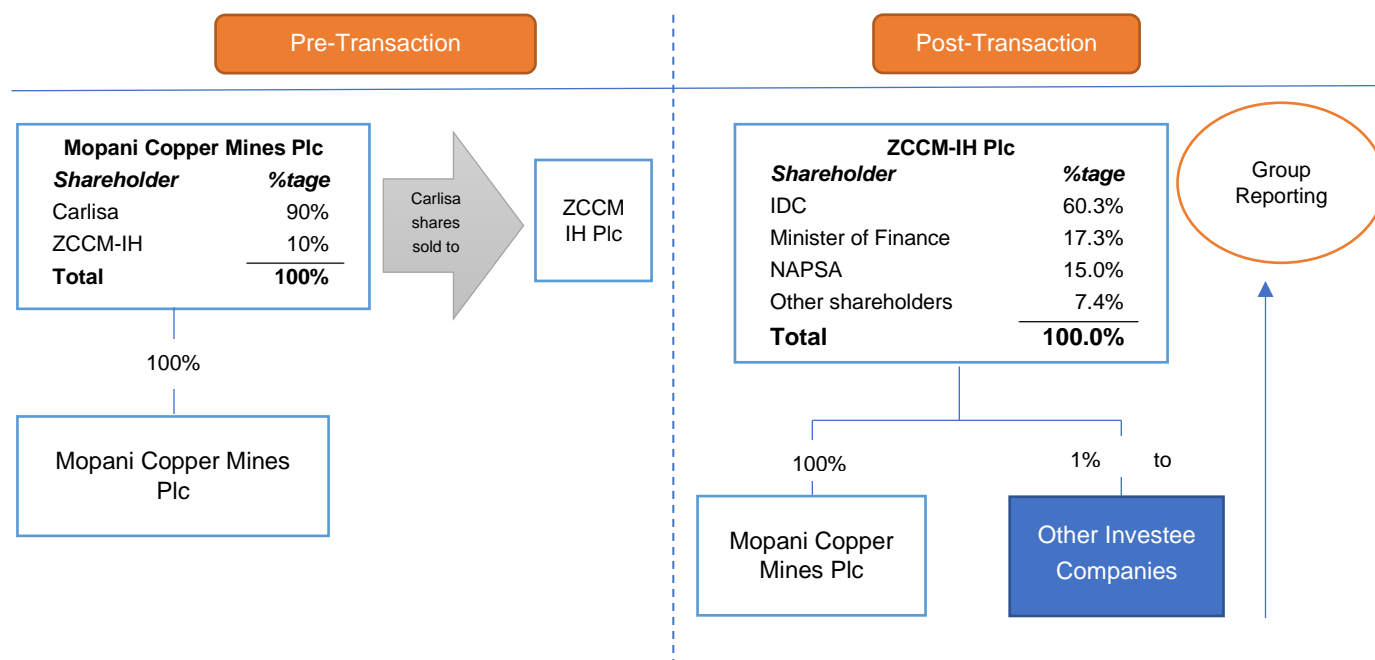 Pre-Transaction
Post-Transaction
Mopani Copper Mines Plc
Shareholder %tage
Carlisa 90%
ZCCM-IH 10%
Total 100%
Carlisa
shares
sold to
ZCCM
IH Plc
100%
Mopani Copper Mines
Plc
ZCCM-IH Plc
Shareholder %tage
IDC 60.3%
Minister of Finance 17.3%
NAPSA 15.0%
Other shareholders 7.4%
Total 100.0%
Group
Reporting
100%
1% to
Mopani Copper
Mines Plc
Other Investee
Companies